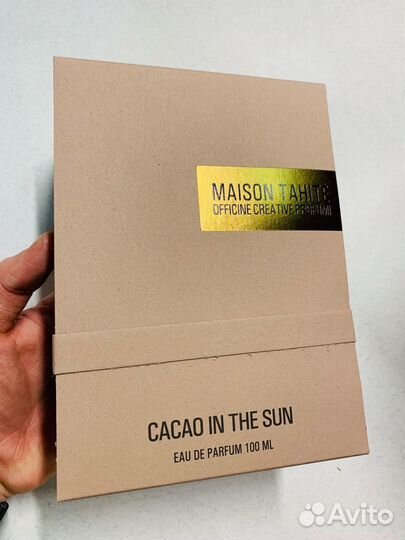 MAISON TAHITÉ
OFFICINE CREATIVE PROFUMI
CACAO IN THE SUN
EAU DE PARFUM 100 ML
Avito